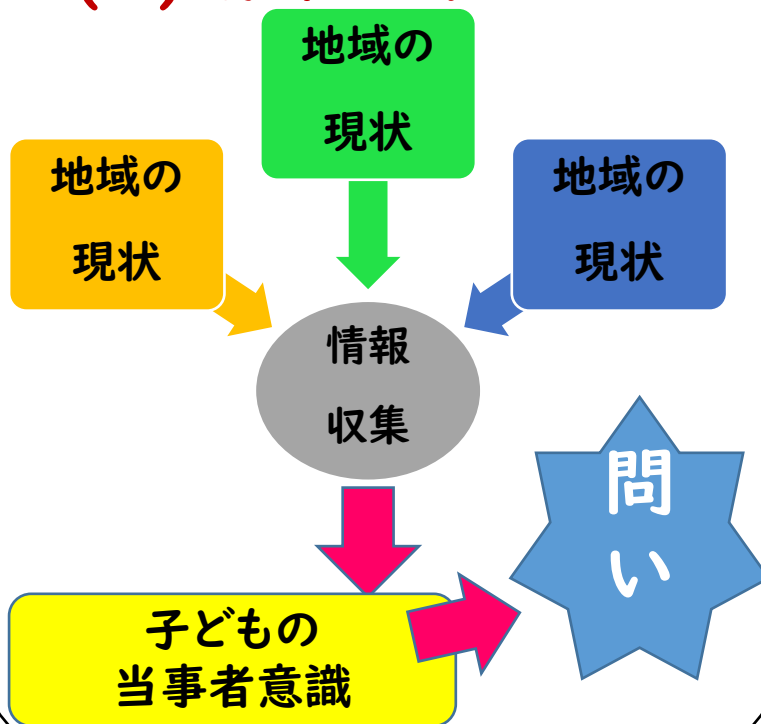 地域の
現状
地域の
現状
地域の
現状
情報
収集
問
い
子どもの
当事者意識